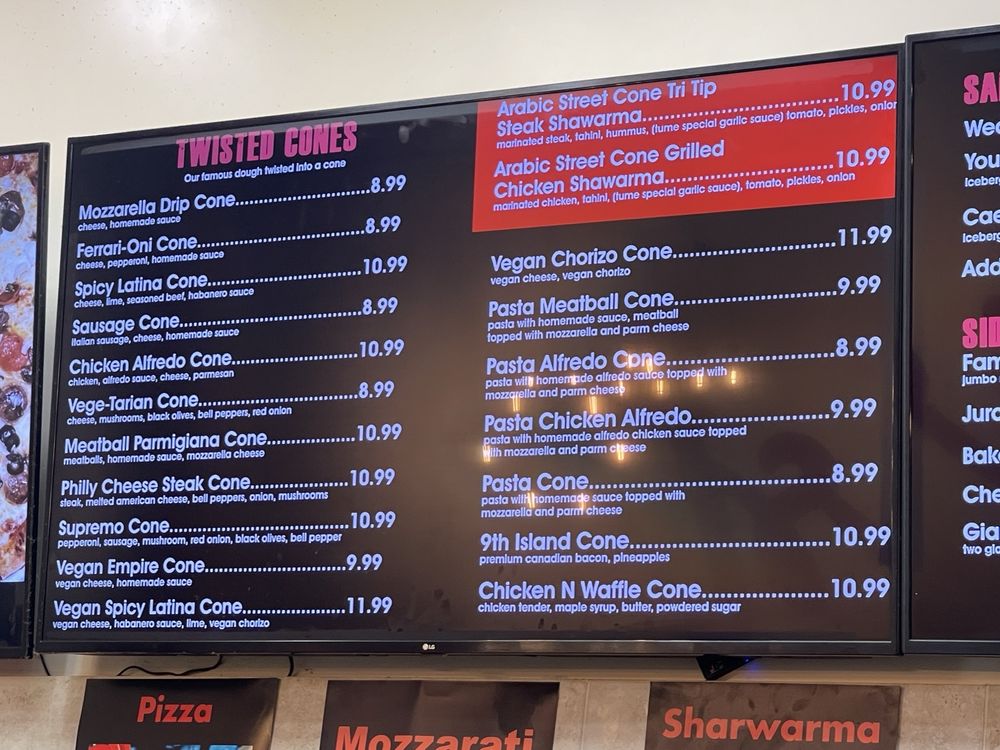 TWISTED CONES
Our famous dough twisted into a cone
Mozzarella Drip Cone..................8.99
cheese, homemade sauce
Ferrari-Oni Cone......................8.99
cheese, pepperoni, homemade sauce
Spicy Latina Cone.....................10.99
cheese, lime, seasoned beef, habanero sauce
Sausage Cone.........................8.99
Italian sausage, cheese, homemade sauce
Chicken Alfredo Cone.................10.99
chicken, alfredo sauce, cheese, parmesan
Vege-Tarian Cone.....................8.99
cheese, mushrooms, black olives, bell peppers, red onion
Meatball Parmigiana Cone.............10.99
meatballs, homemade sauce, mozzarella cheese
Philly Cheese Steak Cone..............10.99
steak, melted american cheese, bell peppers, onion, mushrooms
Supremo Cone.........................10.99
pepperoni, sausage, mushroom, red onion, black olives, bell pepper
Vegan Empire Cone....................9.99
vegan cheese, homemade sauce
Vegan Spicy Latina Cone...............11.99
vegan cheese, habanero sauce, lime, vegan chorizo
Arabic Street Cone Tri Tip
Steak Shawarma.......................10.99
marinated steak, tahini, hummus, (tume special garlic sauce) tomato, pickles, onion
Arabic Street Cone Grilled
Chicken Shawarma....................10.99
marinated chicken, tahini, (tume special garlic sauce), tomato, pickles, onion
Vegan Chorizo Cone...................11.99
vegan cheese, vegan chorizo
Pasta Meatball Cone...................9.99
pasta with homemade sauce, meatball
topped with mozzarella and parm cheese
Pasta Alfredo Cone....................8.99
pasta with homemade alfredo sauce topped with
mozzarella and parm cheese
Pasta Chicken Alfredo.................9.99
pasta with homemade alfredo chicken sauce topped
with mozzarella and parm cheese
Pasta Cone...........................8.99
pasta with homemade sauce topped with
mozzarella and parm cheese
9th Island Cone.......................10.99
premium canadian bacon, pineapples
Chicken N Waffle Cone................10.99
chicken tender, maple syrup, butter, powdered sugar
LG
Pizza
Mozzarati
Sharwarma